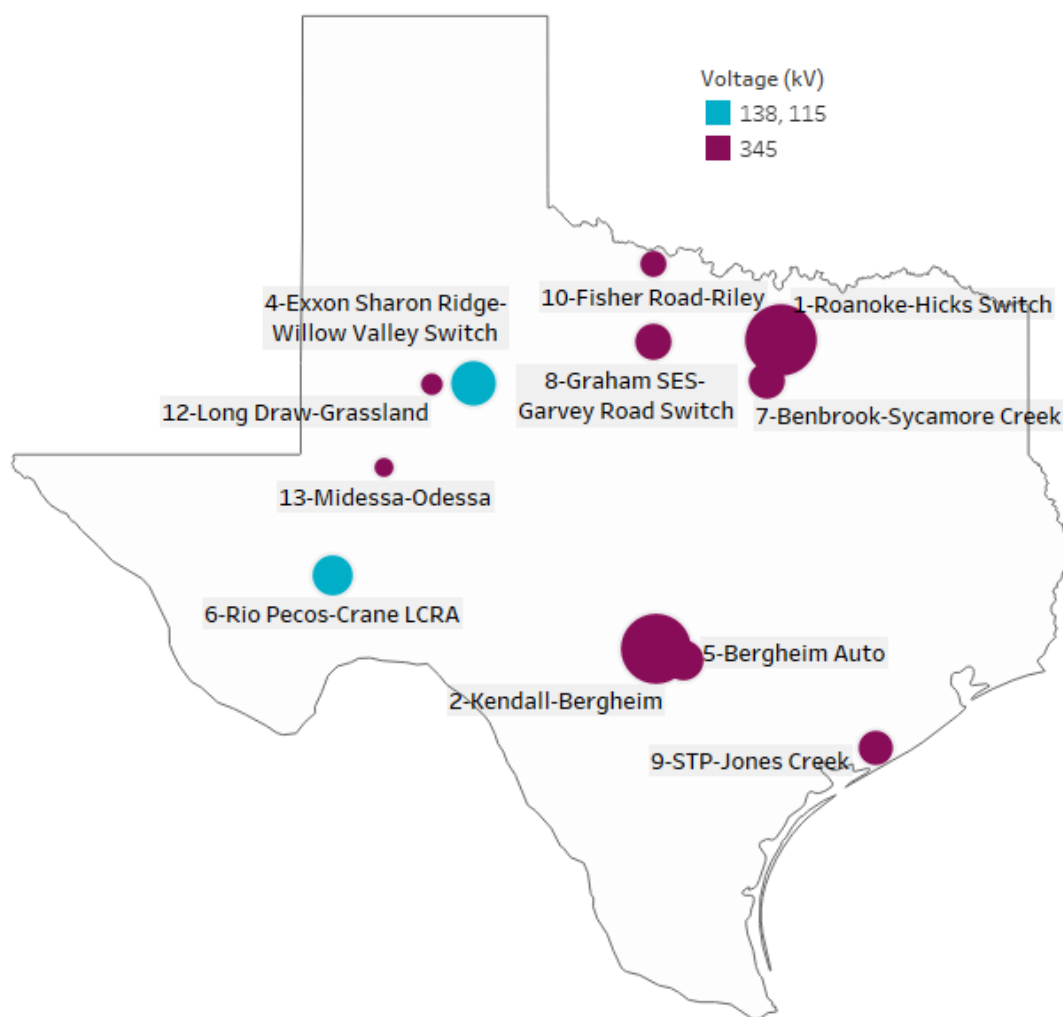 Voltage (kV)
138, 115
345
10-Fisher Road-Riley
1-Roanoke-Hicks Switch
4-Exxon Sharon Ridge-
Willow Valley Switch
8-Graham SES-
Garvey Road Switch
12-Long Draw-Grassland
7-Benbrook-Sycamore Creek
13-Midessa-Odessa
6-Rio Pecos-Crane LCRA
5-Bergheim Auto
2-Kendall-Bergheim
9-STP-Jones Creek